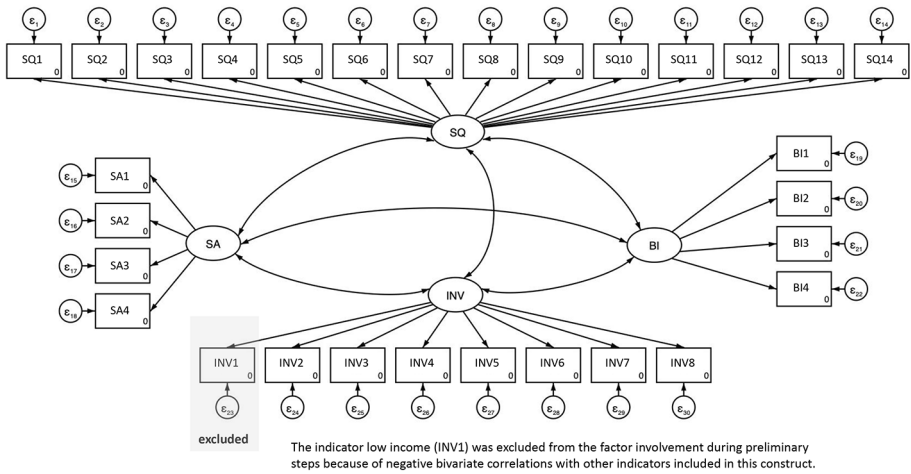 ε1 ε2 ε3 ε4 ε5 ε6 ε7 ε8 ε9 ε10 ε11 ε12 ε13 ε14
SQ1 SQ2 SQ3 SQ4 SQ5 SQ6 SQ7 SQ8 SQ9 SQ10 SQ11 SQ12 SQ13 SQ14
0 0 0 0 0 0 0 0 0 0 0 0 0 0
SQ
ε15 SA1 0
ε16 SA2 0
ε17 SA3 0
ε18 SA4 0
SA
BI
BI1 0 ε19
BI2 0 ε20
BI3 0 ε21
BI4 0 ε22
INV
INV1 INV2 INV3 INV4 INV5 INV6 INV7 INV8
0 0 0 0 0 0 0 0
ε23 ε24 ε25 ε26 ε27 ε28 ε29 ε30
excluded
The indicator low income (INV1) was excluded from the factor involvement during preliminary
steps because of negative bivariate correlations with other indicators included in this construct.